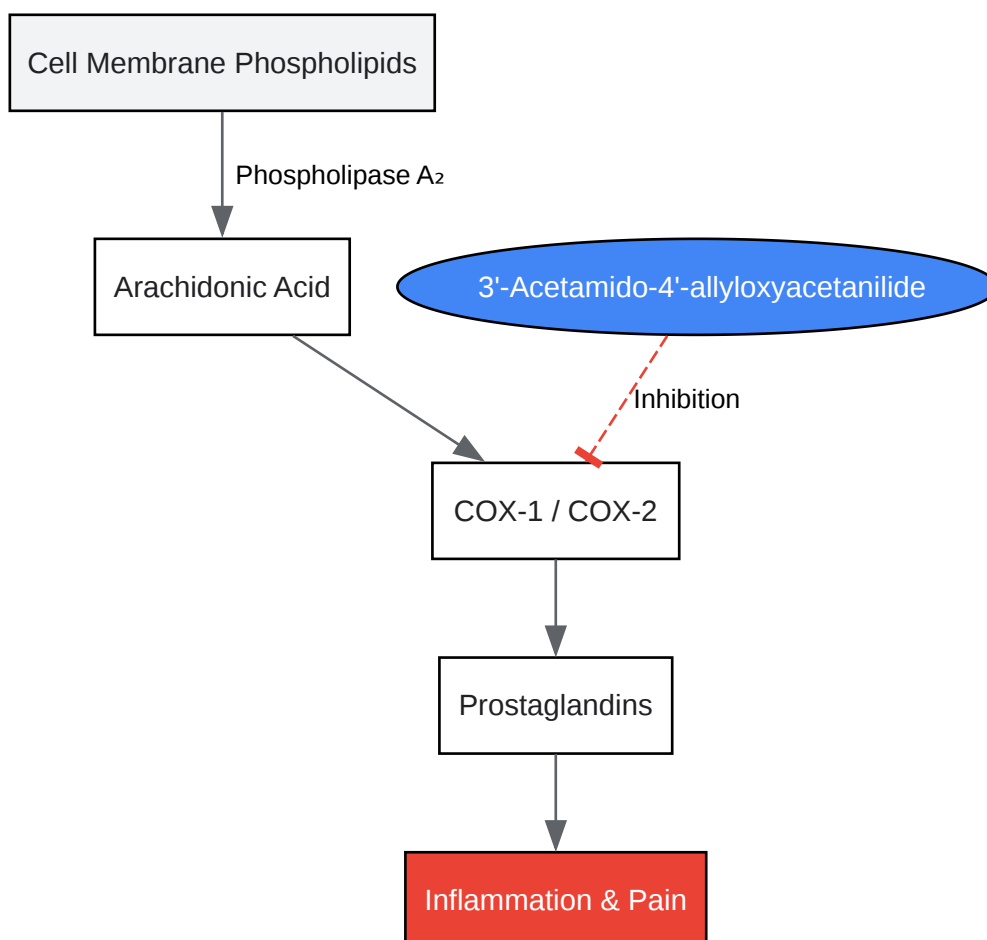 Cell Membrane Phospholipids
Phospholipase A₂
Arachidonic Acid
3'-Acetamido-4'-allyloxyacetanilide
Inhibition
COX-1 / COX-2
Prostaglandins
Inflammation & Pain